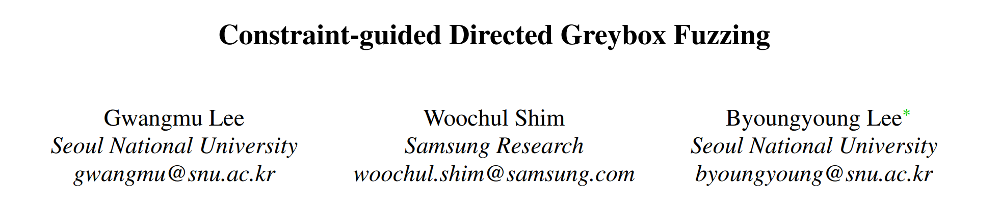 Constraint-guided Directed Greybox Fuzzing
Gwangmu Lee
Seoul National University
gwangmu@snu.ac.kr
Woochul Shim
Samsung Research
woochul.shim@samsung.com
Byoungyoung Lee*
Seoul National University
byoungyoung@snu.ac.kr